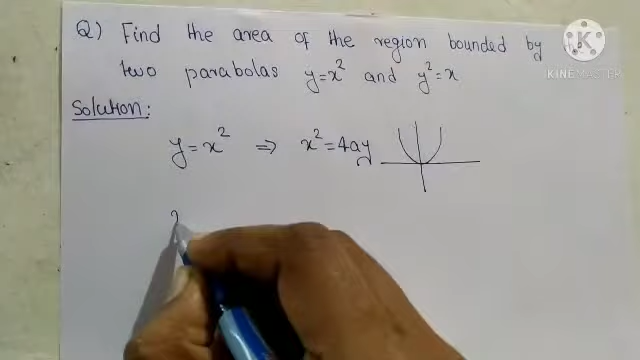 Q) Find the area of the region bounded by
two parabolas y=x² and y²=x
KINEMASTER
Solution:
y=x² ⇒ x²=4ay